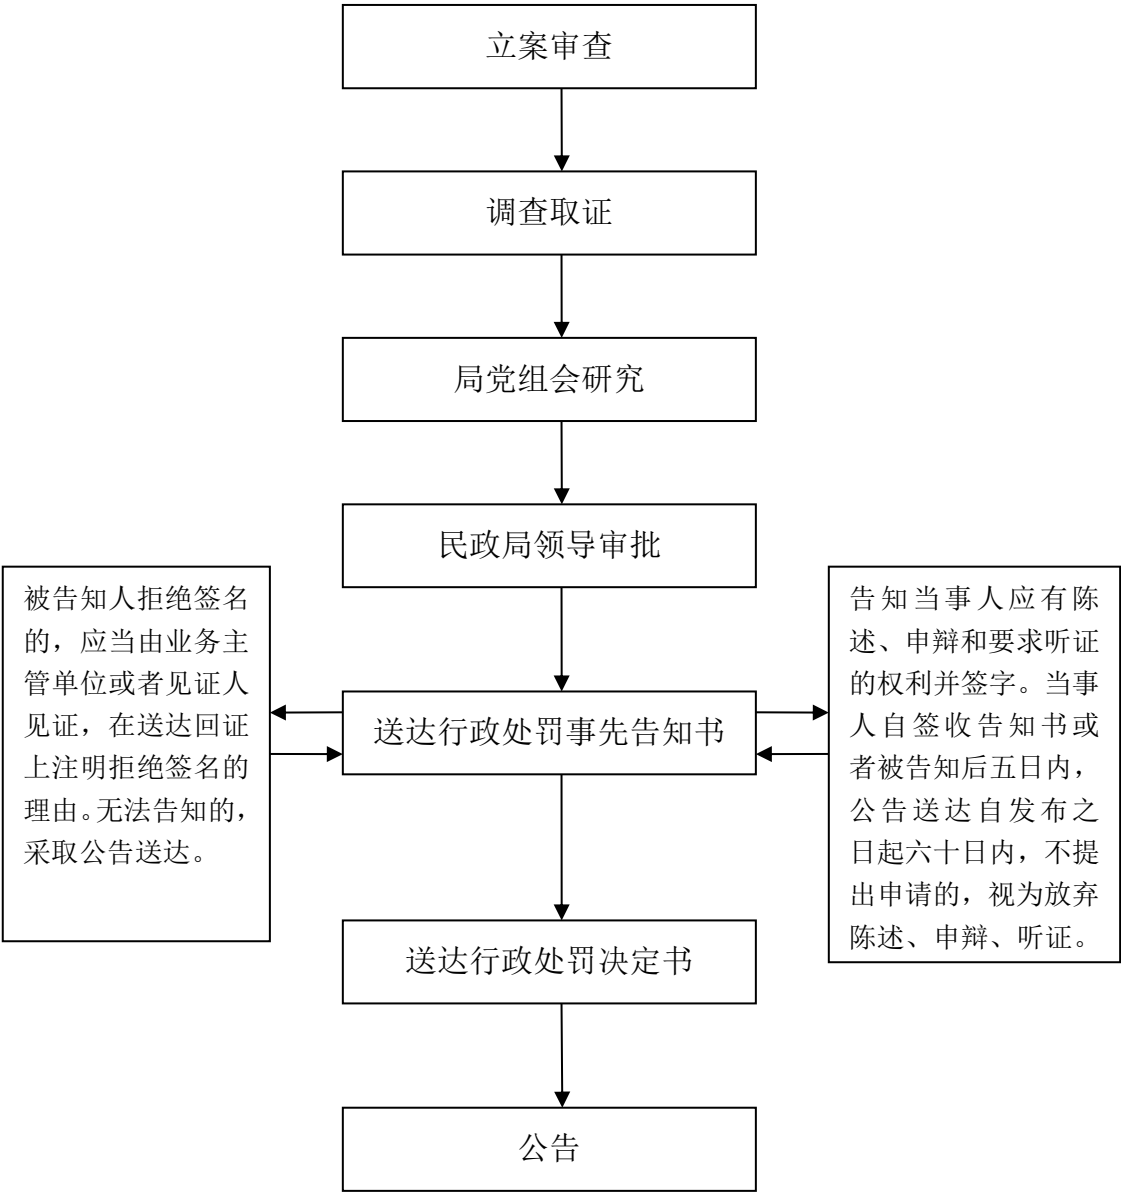 立案审查
调查取证
局党组会研究
民政局领导审批
被告知人拒绝签名
的，应当由业务主
管单位或者见证人
见证，在送达回证
上注明拒绝签名的
理由。无法告知的，
采取公告送达。
送达行政处罚事先告知书
告知当事人应有陈
述、申辩和要求听证
的权利并签字。当事
人自签收告知书或
者被告知后五日内，
公告送达自发布之
日起六十日内，不提
出申请的，视为放弃
陈述、申辩、听证。
送达行政处罚决定书
公告